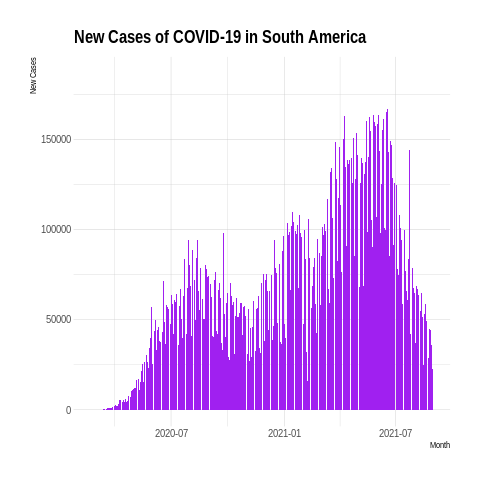 New Cases of COVID-19 in South America
New Cases
150000
100000
50000
0
2020-07
2021-01
2021-07
Month